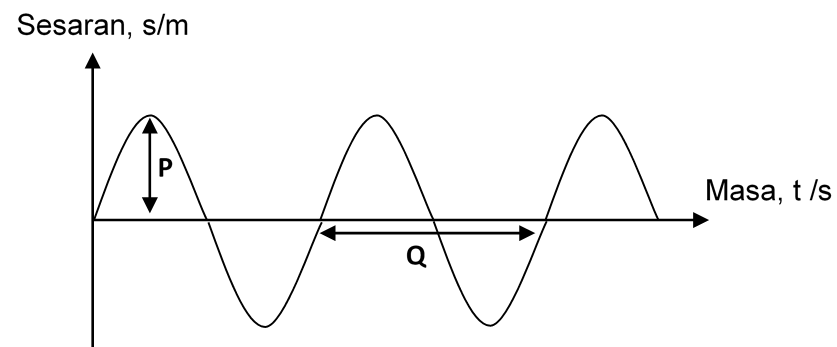 Sesaran, s/m
P
Masa, t /s
Q